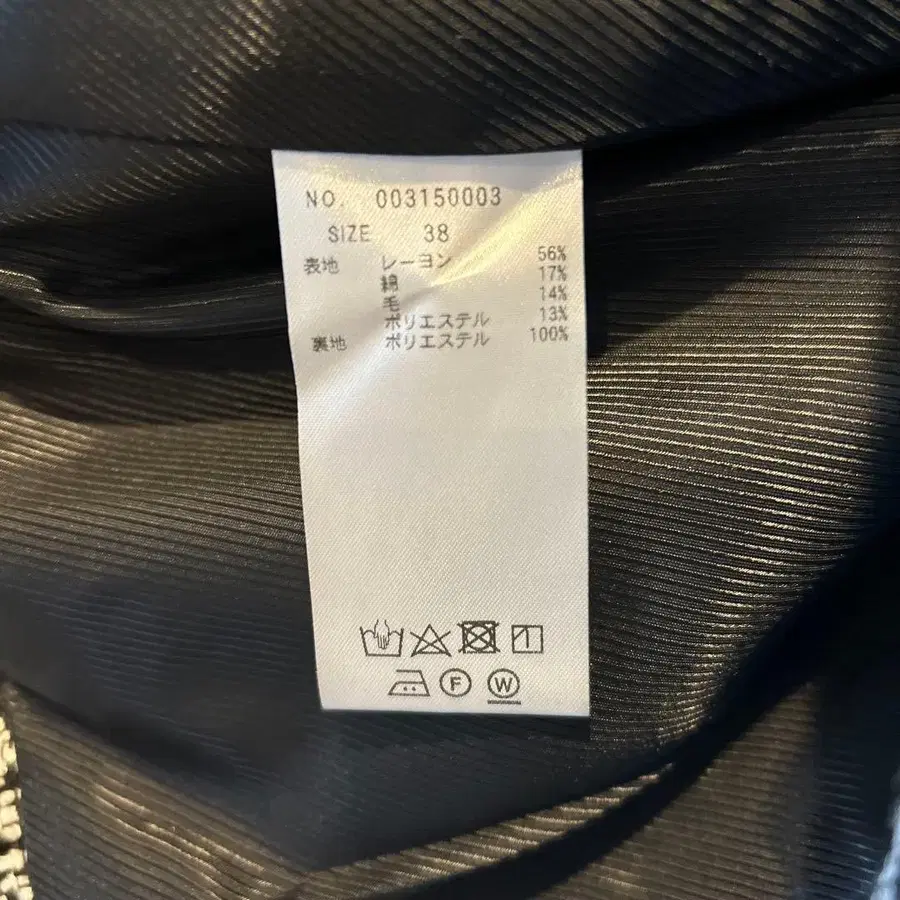 NO. 003150003
SIZE 38
表地 レーヨン 56%
綿 17%
毛 14%
ポリエステル 13%
裏地 ポリエステル 100%
F W